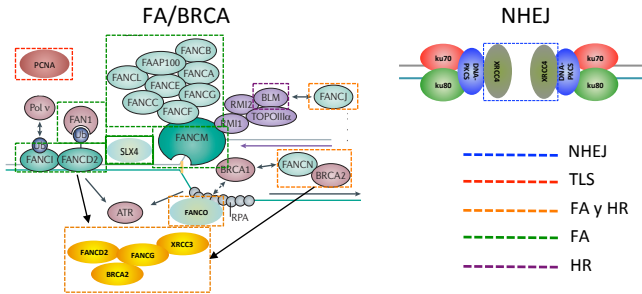 FA/BRCA
NHEJ
PCNA
FANCB
FAAP100
FANCA
FANCL
FANCE
FANCG
FANCC
FANCF
FANCM
RMI2
BLM
TOPOIIIα
RMI1
FANCJ
Pol ν
FAN1
UB
UB
FANCI
FANCD2
SLX4
BRCA1
FANCN
BRCA2
ATR
FANCO
RPA
FANCD2
FANCG
XRCC3
BRCA2
ku70
ku80
DNA-PKCS
XRCC4
XRCC4
DNA-PKCS
ku70
ku80
NHEJ
TLS
FA y HR
FA
HR